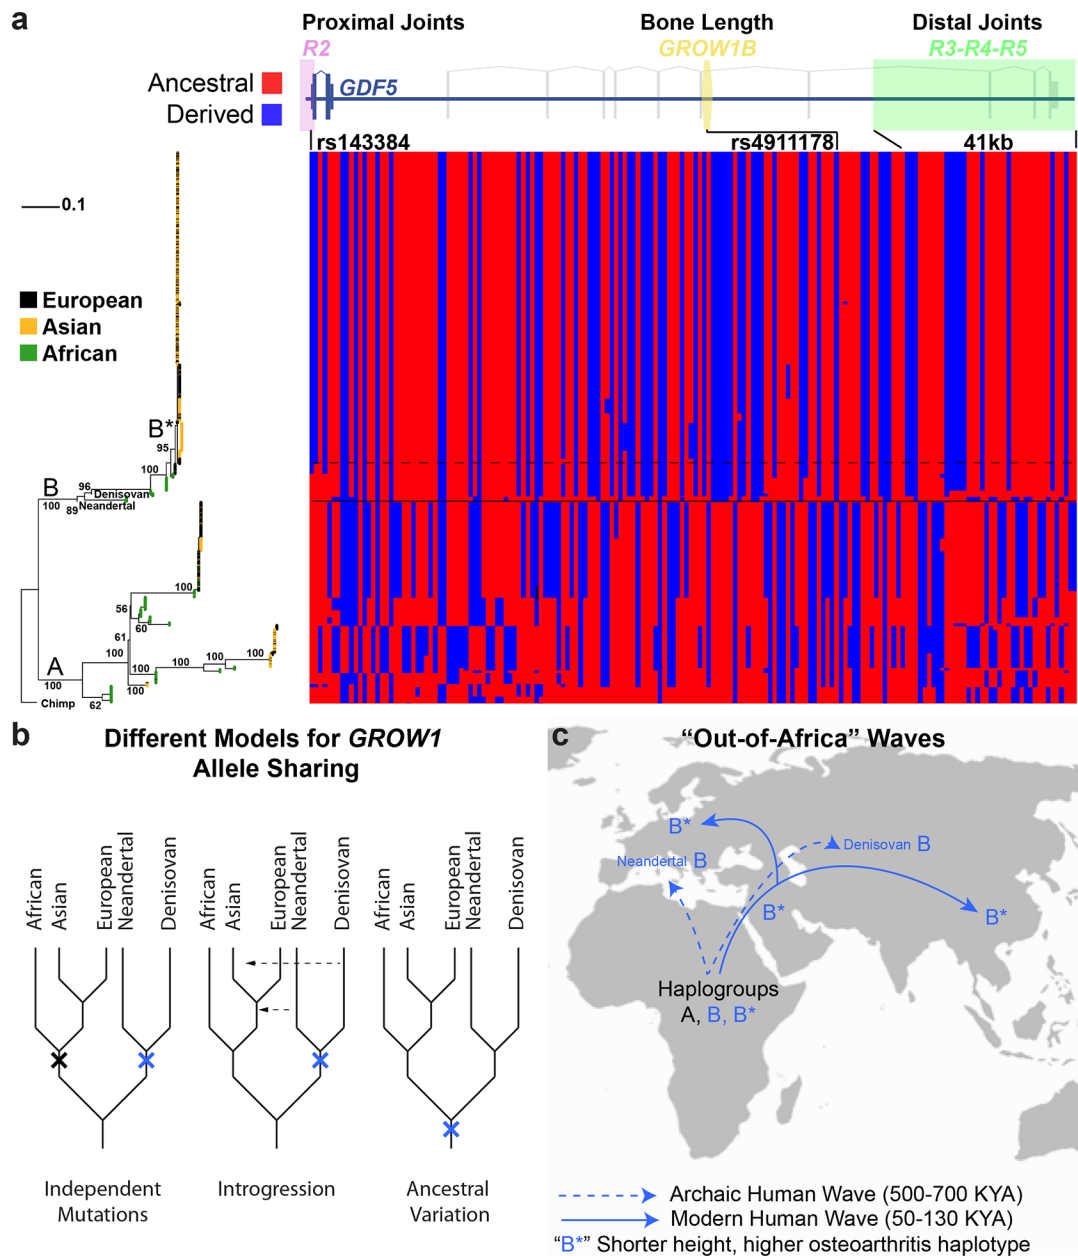 a
Proximal Joints
Bone Length
Distal Joints
R2
GROW1B
R3-R4-R5
Ancestral
Derived
GDF5
rs143384
rs4911178
41kb
0.1
European
Asian
African
B*
95
100
B
96
Denisovan
100
89
Neandertal
100
56
60
61
100
100
100
A
100
100
100
62
Chimp
b
Different Models for GROW1
Allele Sharing
African
Asian
European
Neandertal
Denisovan
African
Asian
European
Neandertal
Denisovan
African
Asian
European
Neandertal
Denisovan
Independent
Mutations
Introgression
Ancestral
Variation
c
“Out-of-Africa” Waves
B*
Neandertal B
Denisovan B
B*
B*
Haplogroups
A, B, B*
Archaic Human Wave (500-700 KYA)
Modern Human Wave (50-130 KYA)
“B*” Shorter height, higher osteoarthritis haplotype